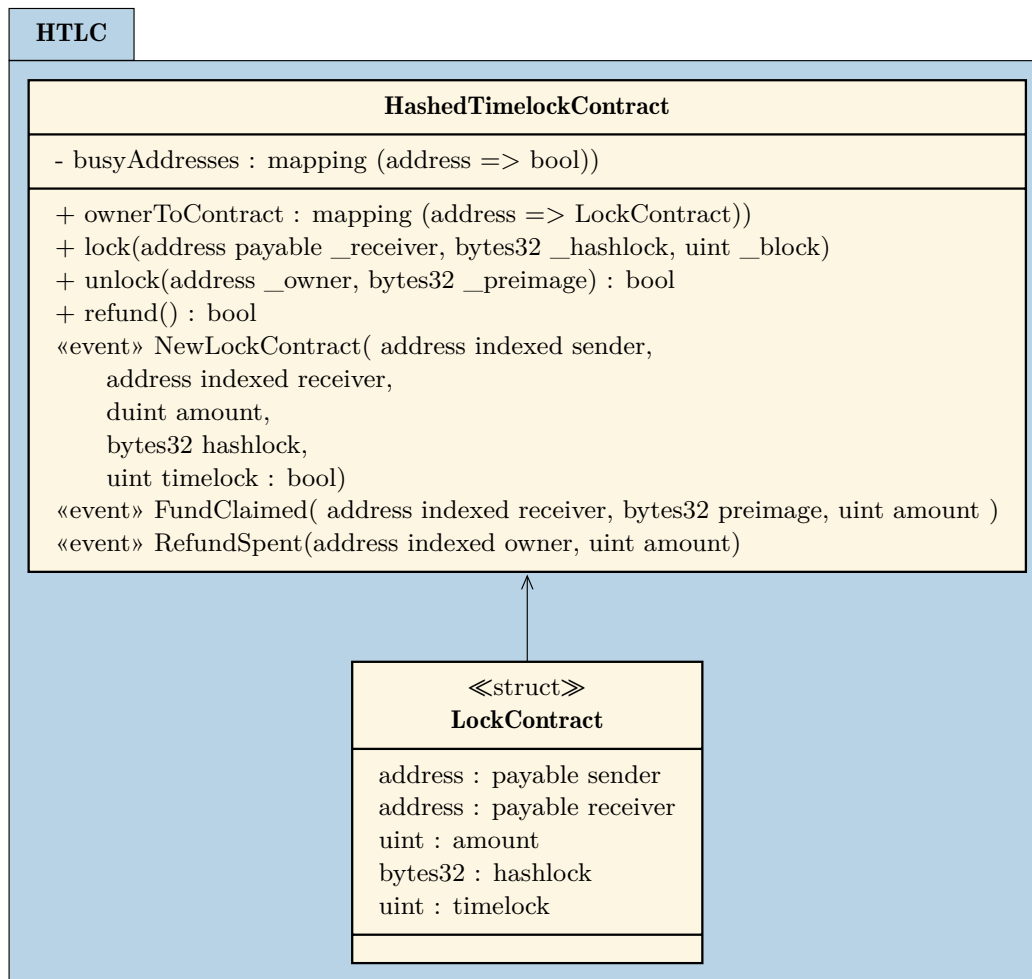 HTLC
HashedTimelockContract
- busyAddresses : mapping (address => bool))
+ ownerToContract : mapping (address => LockContract))
+ lock(address payable _receiver, bytes32 _hashlock, uint _block)
+ unlock(address _owner, bytes32 _preimage) : bool
+ refund() : bool
«event» NewLockContract( address indexed sender,
address indexed receiver,
duint amount,
bytes32 hashlock,
uint timelock : bool)
«event» FundClaimed( address indexed receiver, bytes32 preimage, uint amount )
«event» RefundSpent(address indexed owner, uint amount)
≪struct≫
LockContract
address : payable sender
address : payable receiver
uint : amount
bytes32 : hashlock
uint : timelock